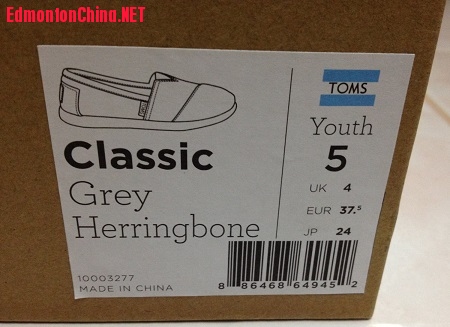 EdmontonChina.NET
TOMS
Classic
Grey
Herringbone
10003277
MADE IN CHINA
Youth
5
UK 4
EUR 37.5
JP 24
8 86468 64945 2